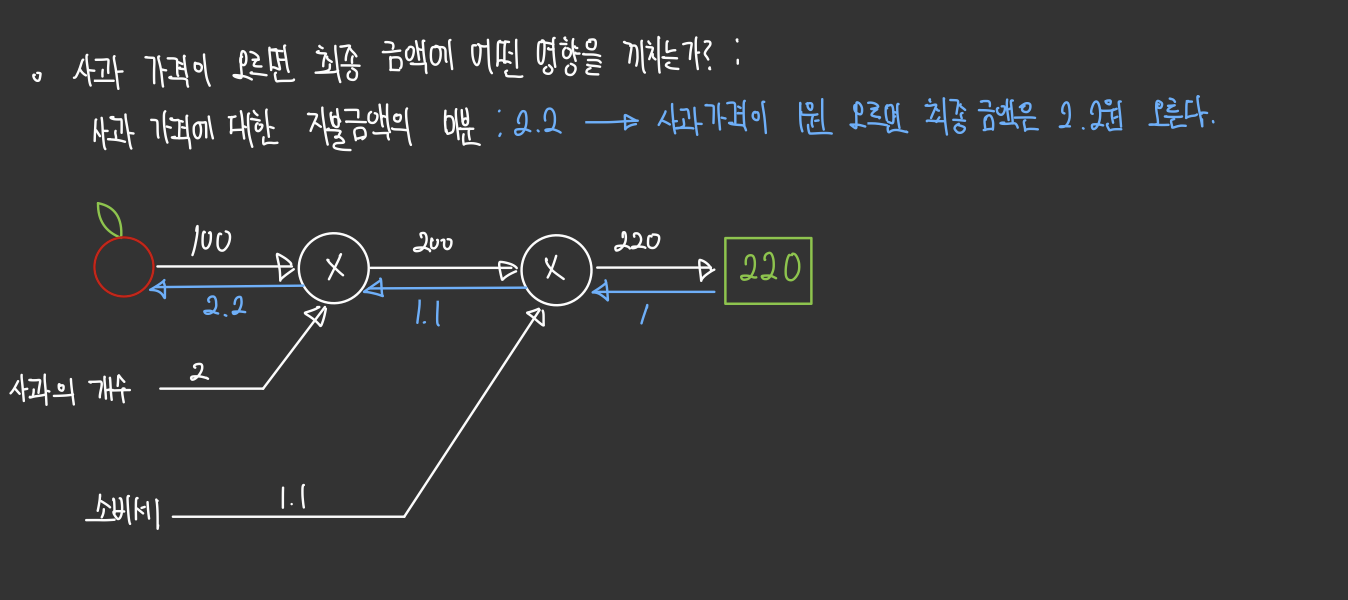 사과 가격이 오르면 최종 금액에 어떤 영향을 끼치는가? :
사과 가격에 대한 지불금액의 미분 : 2.2 → 사과가격이 1원 오르면 최종금액은 2.2원 오른다.
100
200
220
×
×
220
2.2
1.1
1
사과의 개수
2
소비세
1.1